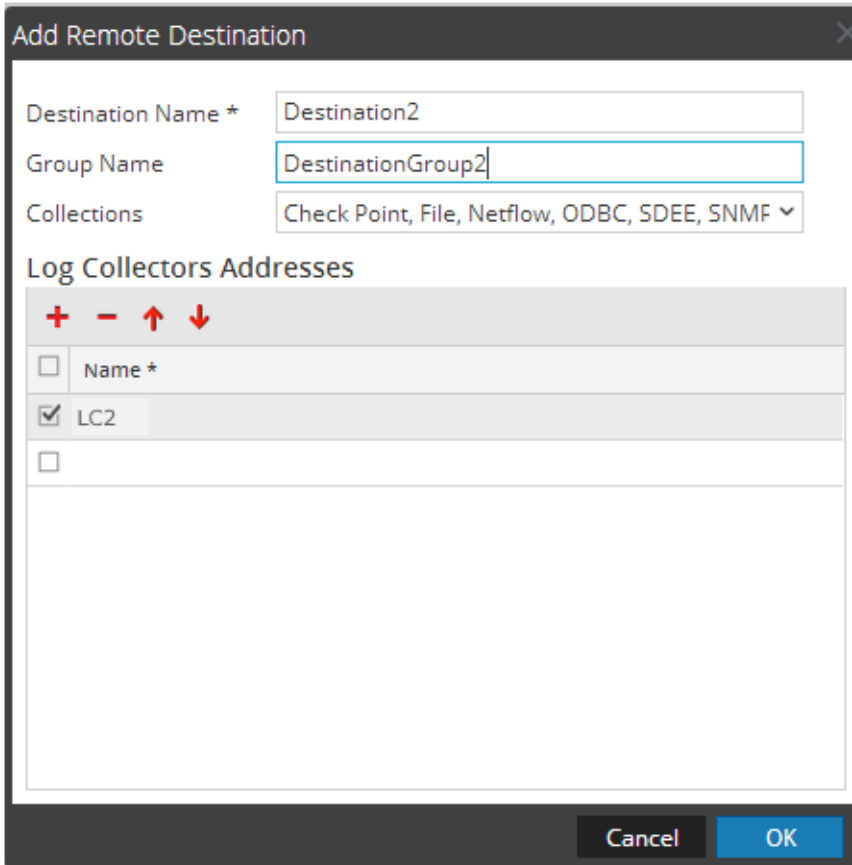 Add Remote Destination
Destination Name * Destination2
Group Name DestinationGroup2
Collections Check Point, File, Netflow, ODBC, SDEE, SNMP
Log Collectors Addresses
Name *
LC2
Cancel OK